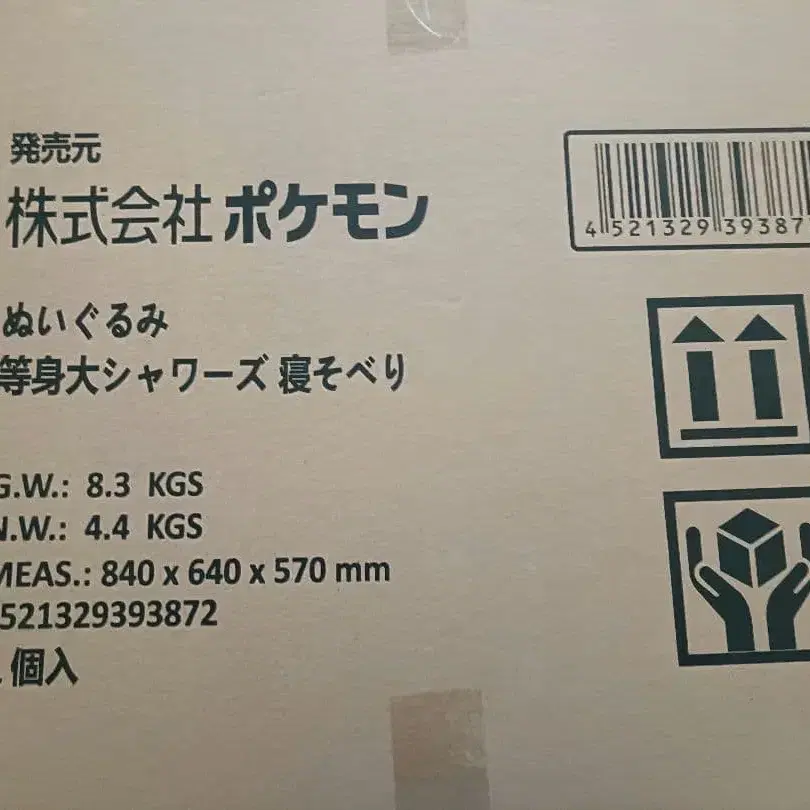 発売元
株式会社ポケモン
4 521329 39387
ぬいぐるみ
等身大シャワーズ 寝そべり
G.W.: 8.3 KGS
N.W.: 4.4 KGS
MEAS.: 840 x 640 x 570 mm
521329393872
個入